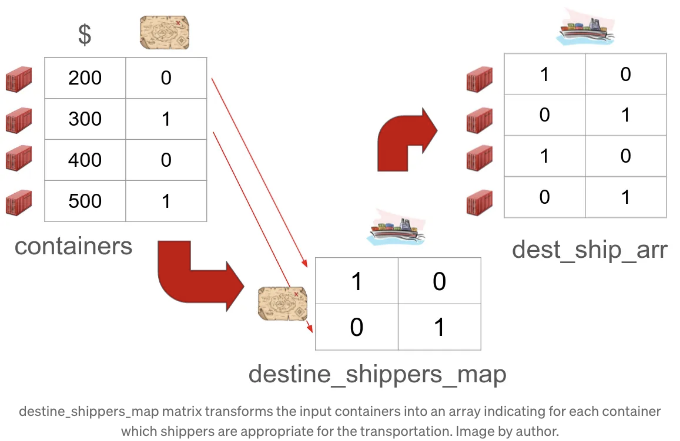 $
200 0
300 1
400 0
500 1
containers
1 0
0 1
1 0
0 1
dest_ship_arr
1 0
0 1
destine_shippers_map
destine_shippers_map matrix transforms the input containers into an array indicating for each container
which shippers are appropriate for the transportation. Image by author.